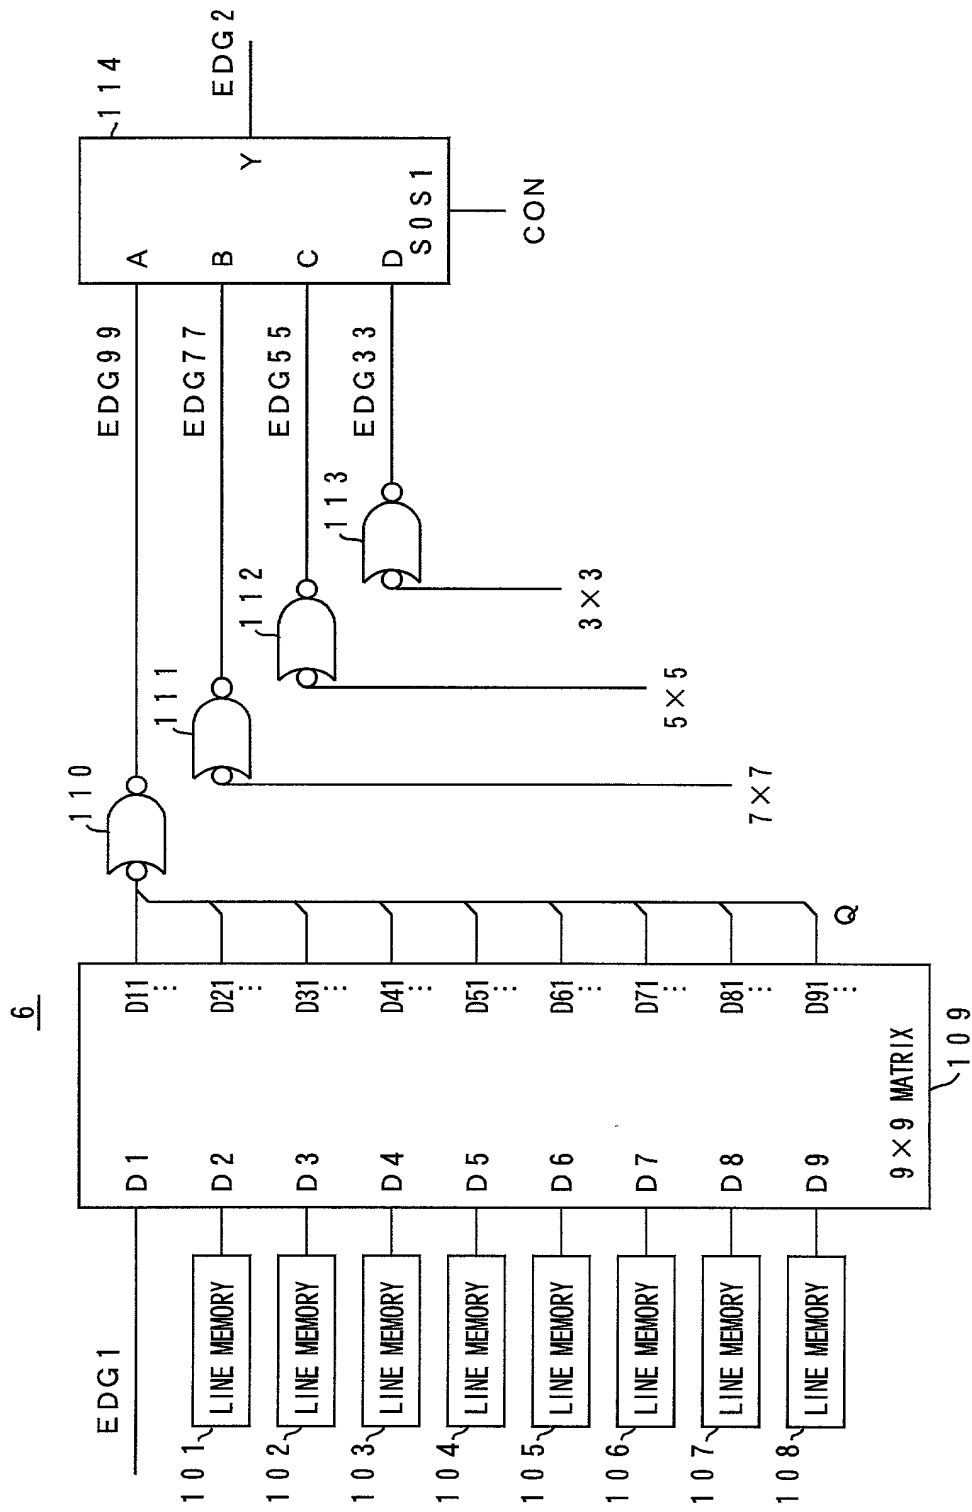 6
EDG1
D1
D11
LINE MEMORY
101
D2
D21
LINE MEMORY
102
D3
D31
LINE MEMORY
103
D4
D41
LINE MEMORY
104
D5
D51
LINE MEMORY
105
D6
D61
LINE MEMORY
106
D7
D71
LINE MEMORY
107
D8
D81
LINE MEMORY
108
D9
D91
9×9 MATRIX
109
Q
110
111
112
113
7×7
5×5
3×3
EDG99
EDG77
EDG55
EDG33
A
B
C
D
S0S1
Y
114
CON
EDG2